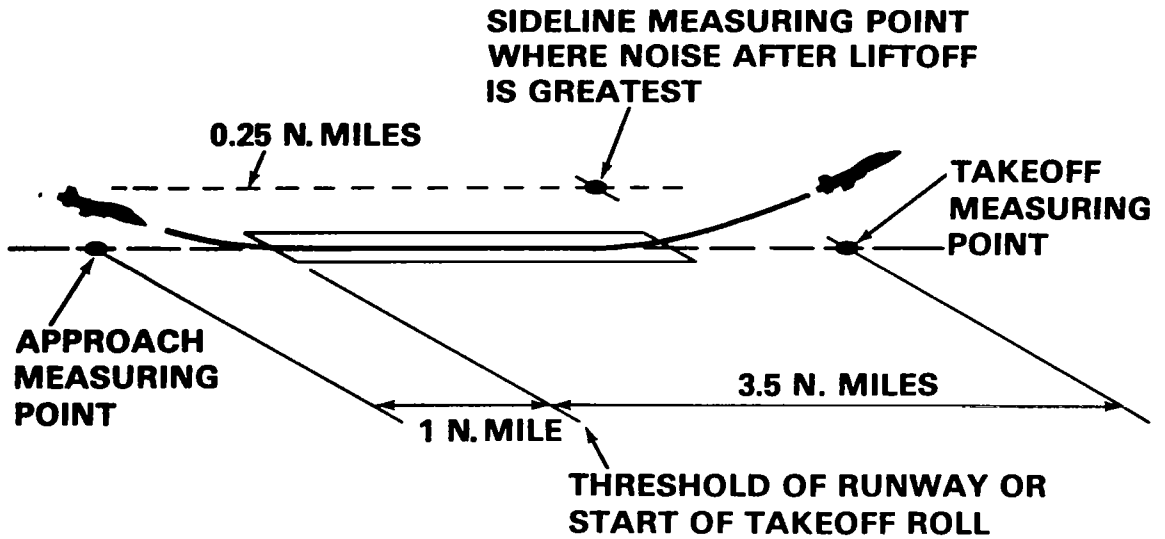 SIDELINE MEASURING POINT
WHERE NOISE AFTER LIFTOFF
IS GREATEST
0.25 N. MILES
TAKEOFF
MEASURING
POINT
APPROACH
MEASURING
POINT
3.5 N. MILES
1 N. MILE
THRESHOLD OF RUNWAY OR
START OF TAKEOFF ROLL